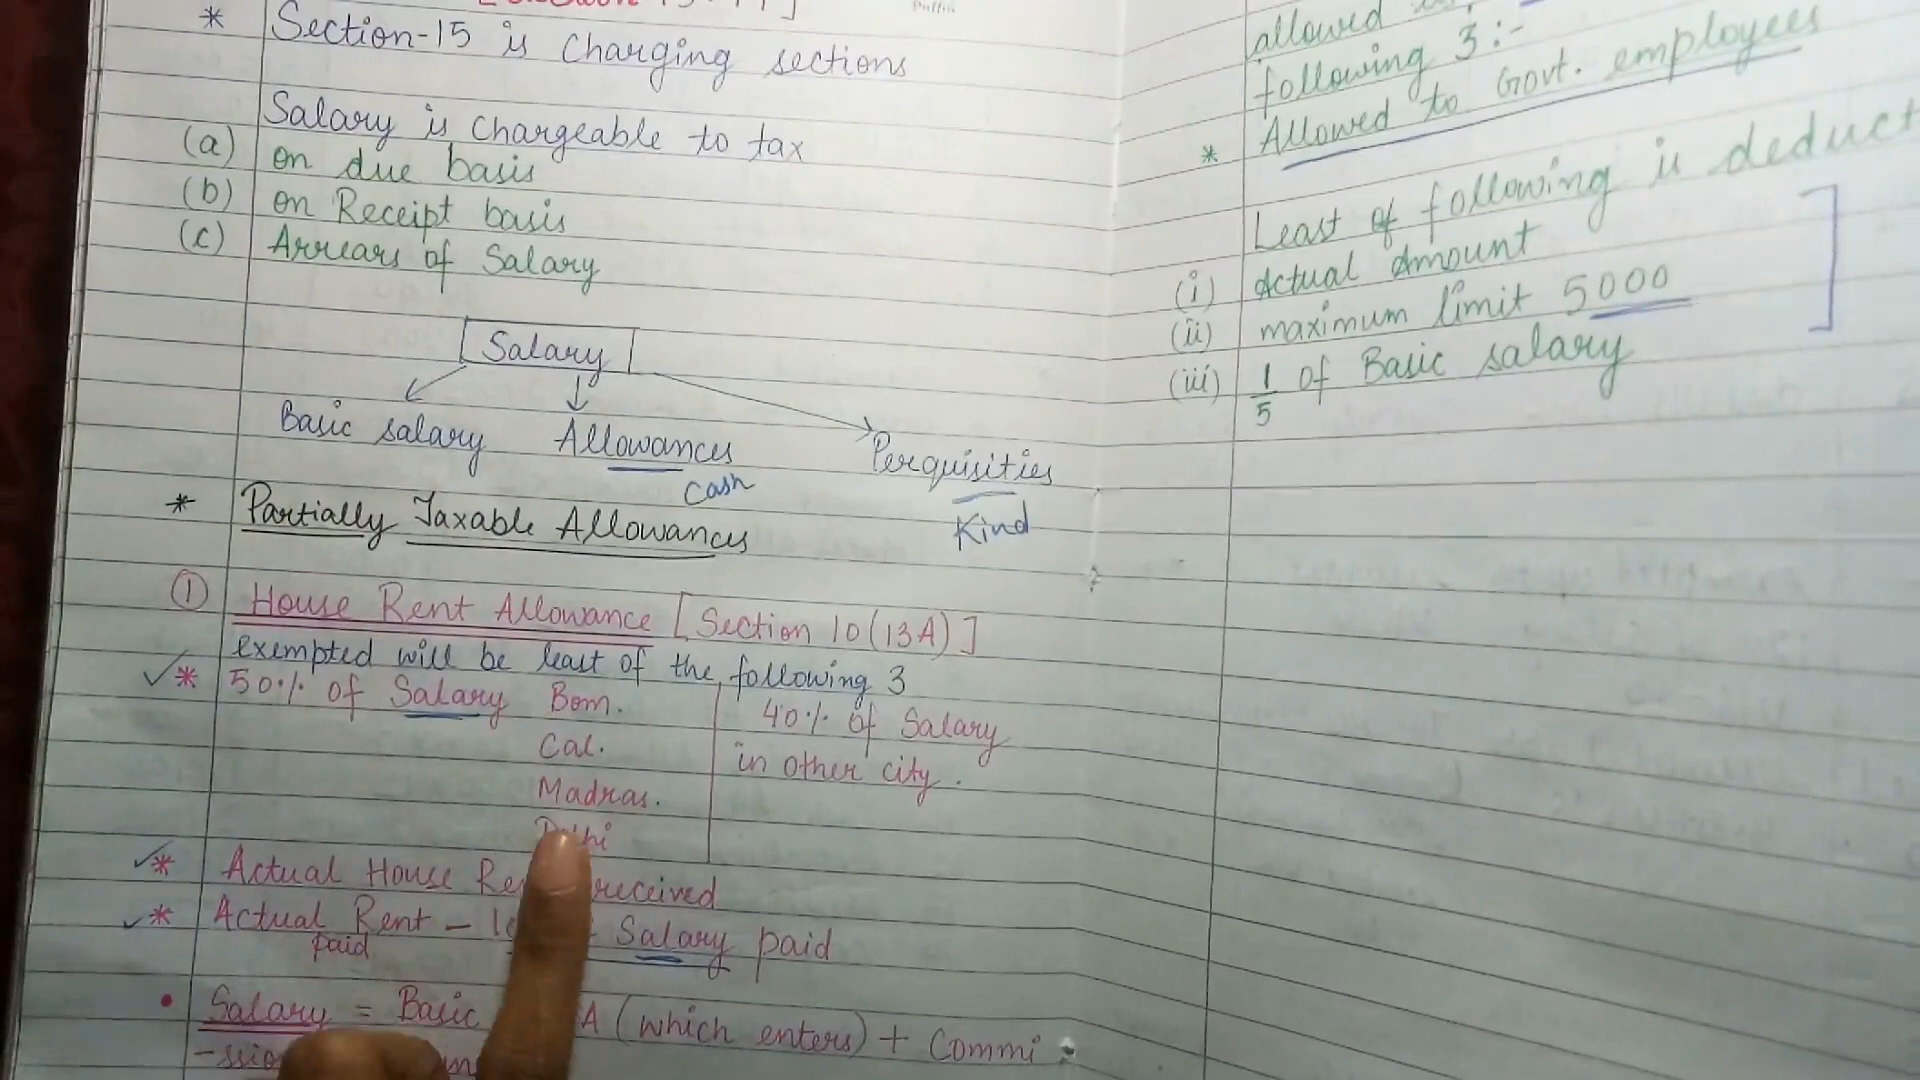 * Section-15 is Charging sections
Salary is Chargeable to tax
(a) on due basis
(b) on Receipt basis
(c) Arrears of Salary
Salary
Basic salary Allowances Perquisities
Cash Kind
* Partially Taxable Allowances
① House Rent Allowance [Section 10(13A)]
Exempted will be least of the following 3
* 50% of Salary Bom. 40% of Salary
Cal. in other city.
Madras.
* Actual House received
* Actual Rent – Salary paid
paid
• Salary = Basic (which enters) + Commi
allowed
following 3:-
* Allowed to Govt. employees
Least of following is deduct
(i) Actual Amount
(ii) maximum limit 5000
(iii) 1/5 of Basic salary